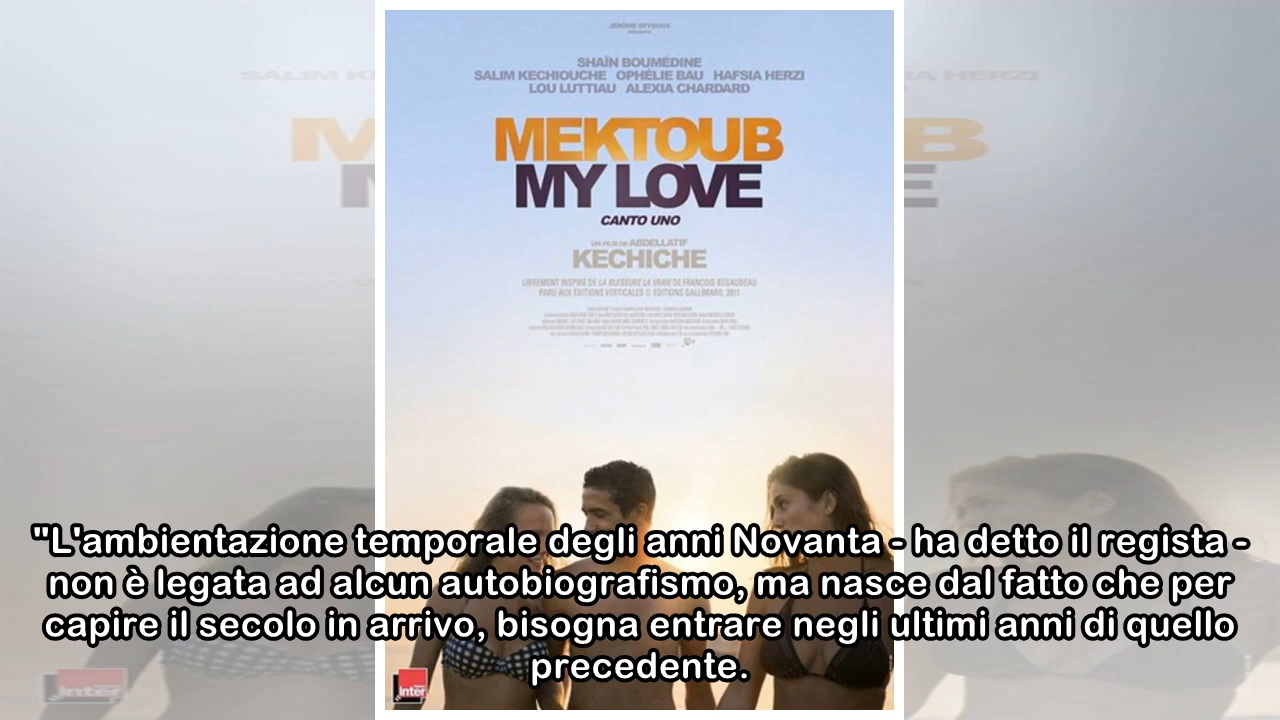 JÉRÔME SEYDOUX
PRÉSENTE
SHAÏN BOUMÉDINE
SALIM KECHIOUCHE OPHÉLIE BAU HAFSIA HERZI
LOU LUTTIAU ALEXIA CHARDARD
MEKTOUB
MY LOVE
CANTO UNO
UN FILM DE ABDELLATIF
KECHICHE
LIBREMENT INSPIRÉ DE LA BLESSURE LA VRAIE DE FRANÇOIS BÉGAUDEAU
PARU AUX ÉDITIONS VERTICALES © ÉDITIONS GALLIMARD, 2011
"L'ambientazione temporale degli anni Novanta - ha detto il regista -
non è legata ad alcun autobiografismo, ma nasce dal fatto che per
capire il secolo in arrivo, bisogna entrare negli ultimi anni di quello
precedente.
inter